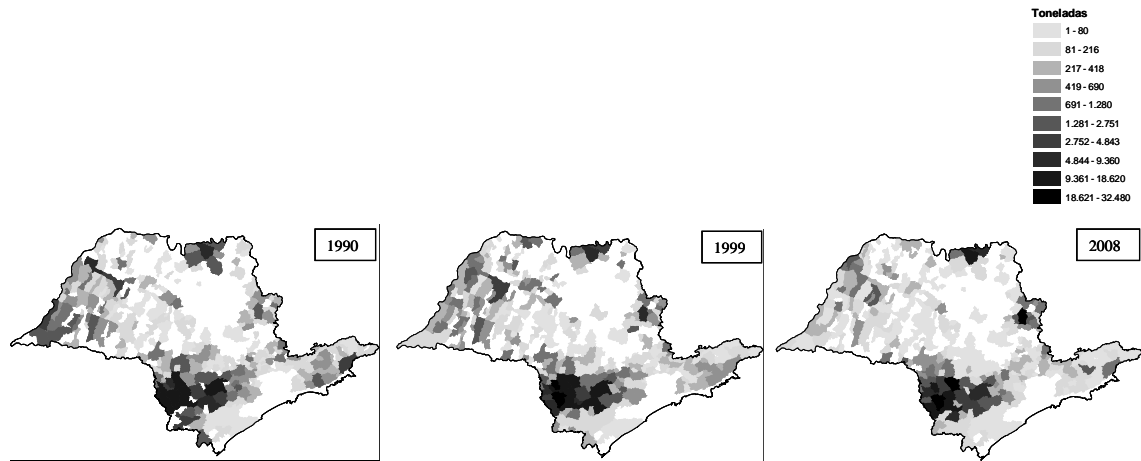 Toneladas
1 - 80
81 - 216
217 - 418
419 - 690
691 - 1.280
1.281 - 2.751
2.752 - 4.843
4.844 - 9.360
9.361 - 18.620
18.621 - 32.480
1990
1999
2008